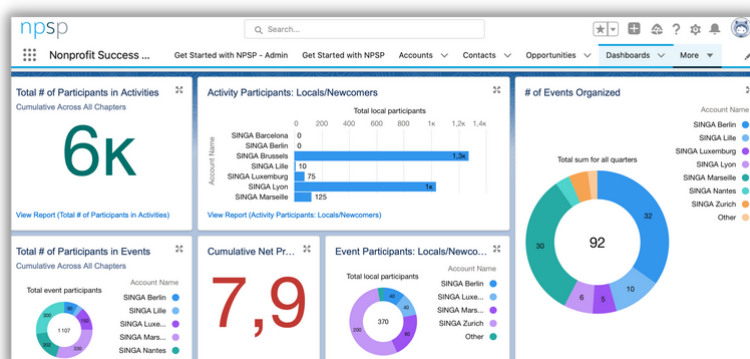 npsp
Search...
Nonprofit Success ...
Get Started with NPSP - Admin
Get Started with NPSP
Accounts
Contacts
Opportunities
Dashboards
More
Total # of Participants in Activities
Cumulative Across All Chapters
6K
View Report (Total # of Participants in Activities)
Activity Participants: Locals/Newcomers
Total local participants
0 200 400 600 800 1k 1,2k 1,4k
Account Name
SINGA Barcelona 0
SINGA Berlin 0
SINGA Brussels 1,3k
SINGA Lille 10
SINGA Luxemburg 75
SINGA Lyon 1k
SINGA Marseille 125
View Report (Activity Participants: Locals/Newcomers)
# of Events Organized
Account Name
SINGA Berlin
SINGA Lille
SINGA Luxemburg
SINGA Lyon
SINGA Marseille
SINGA Nantes
SINGA Zurich
Other
Total sum for all quarters
92
32
10
5
6
30
Total # of Participants in Events
Cumulative Across All Chapters
Account Name
Total event participants
SINGA Berlin
SINGA Lille
SINGA Luxe...
SINGA Mars...
SINGA Nantes
1107
Cumulative Net Pr...
7,9
Event Participants: Locals/Newco...
Account Name
Total local participants
SINGA Berlin
SINGA Luxe...
SINGA Mars...
SINGA Zurich
Other
370
40
200